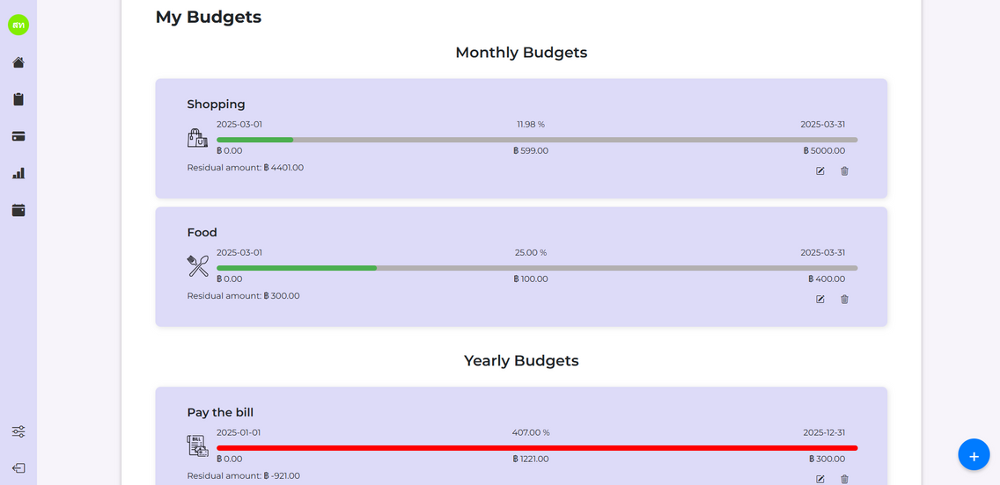 สท
My Budgets
Monthly Budgets
Shopping
2025-03-01 11.98 % 2025-03-31
฿ 0.00 ฿ 599.00 ฿ 5000.00
Residual amount: ฿ 4401.00
Food
2025-03-01 25.00 % 2025-03-31
฿ 0.00 ฿ 100.00 ฿ 400.00
Residual amount: ฿ 300.00
Yearly Budgets
Pay the bill
2025-01-01 407.00 % 2025-12-31
BILL
฿ 0.00 ฿ 1221.00 ฿ 300.00
Residual amount: ฿ -921.00
+